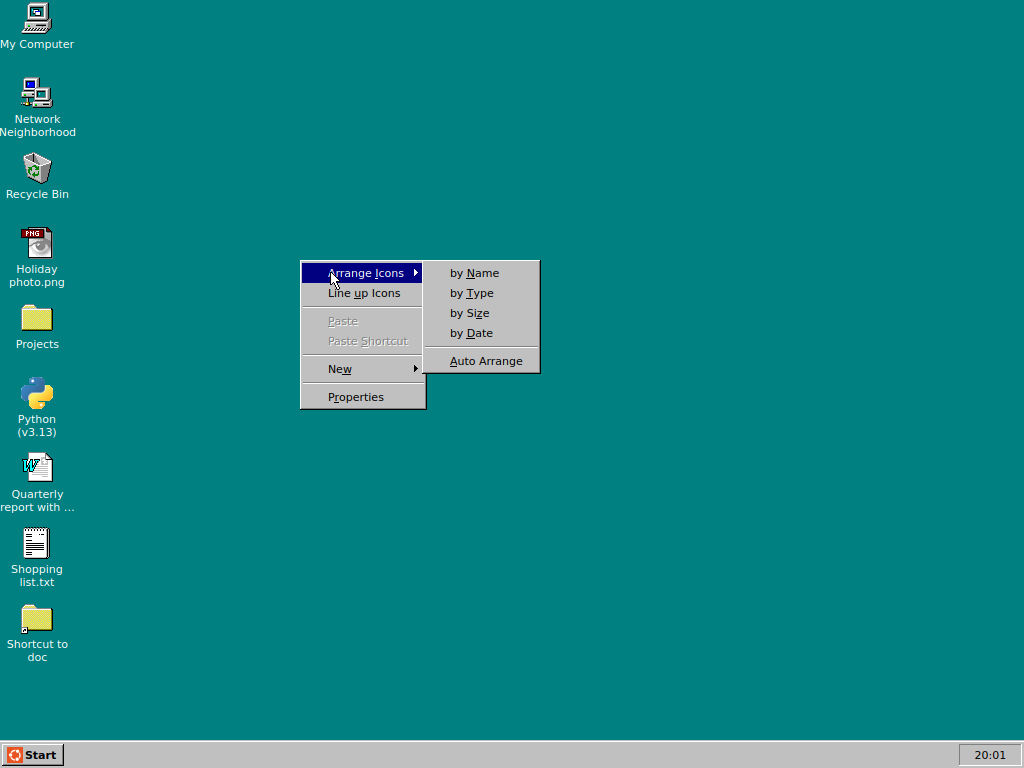 My Computer
Network
Neighborhood
Recycle Bin
PNG
Holiday
photo.png
Projects
Python
(v3.13)
W
Quarterly
report with ...
Shopping
list.txt
Shortcut to
doc
Arrange Icons
Line up Icons
Paste
Paste Shortcut
New
Properties
by Name
by Type
by Size
by Date
Auto Arrange
Start
20:01